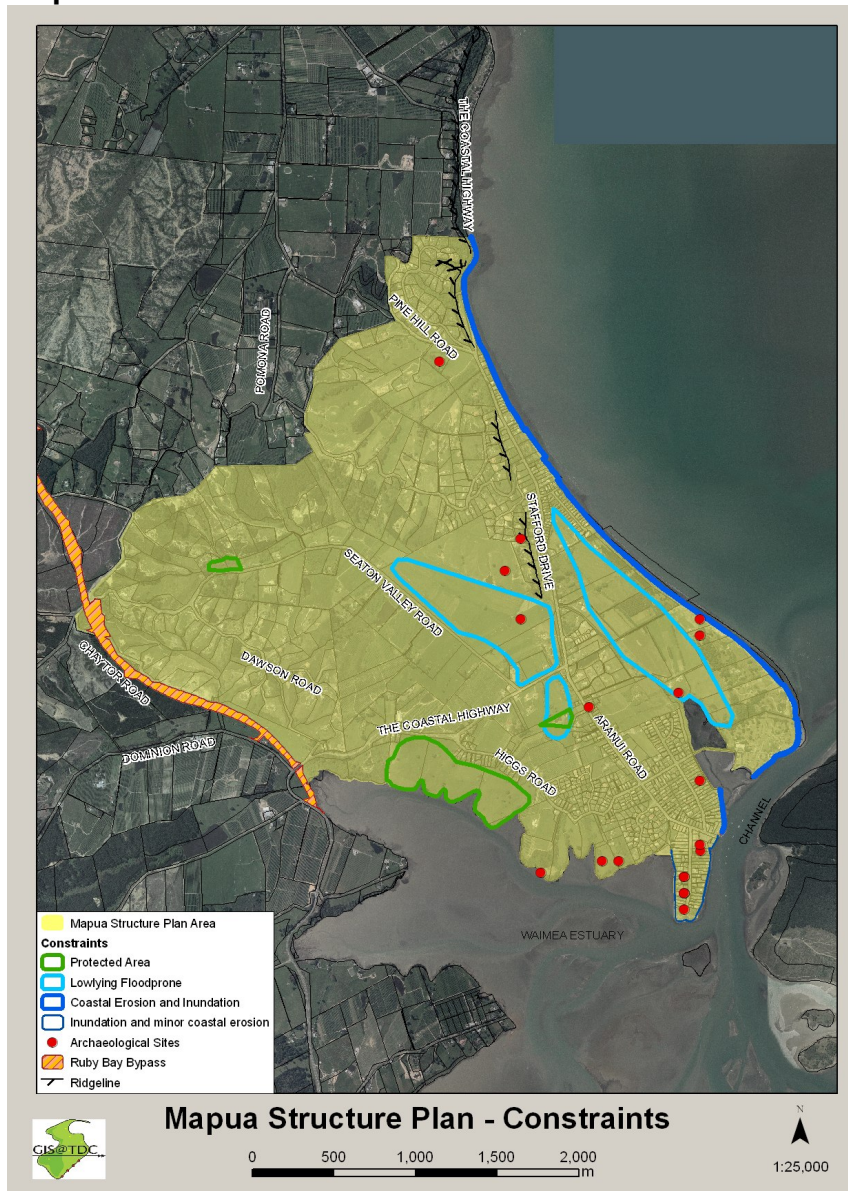 THE COASTAL HIGHWAY
PINE HILL ROAD
POMONA ROAD
STAFFORD DRIVE
SEATON VALLEY ROAD
CHAYTOR ROAD
DAWSON ROAD
THE COASTAL HIGHWAY
ARANUI ROAD
DOMINION ROAD
HIGGS ROAD
CHANNEL
WAIMEA ESTUARY
Mapua Structure Plan Area
Constraints
Protected Area
Lowlying Floodprone
Coastal Erosion and Inundation
Inundation and minor coastal erosion
Archaeological Sites
Ruby Bay Bypass
Ridgeline
Mapua Structure Plan - Constraints
GIS@TDC
0 500 1,000 1,500 2,000
m
N
1:25,000